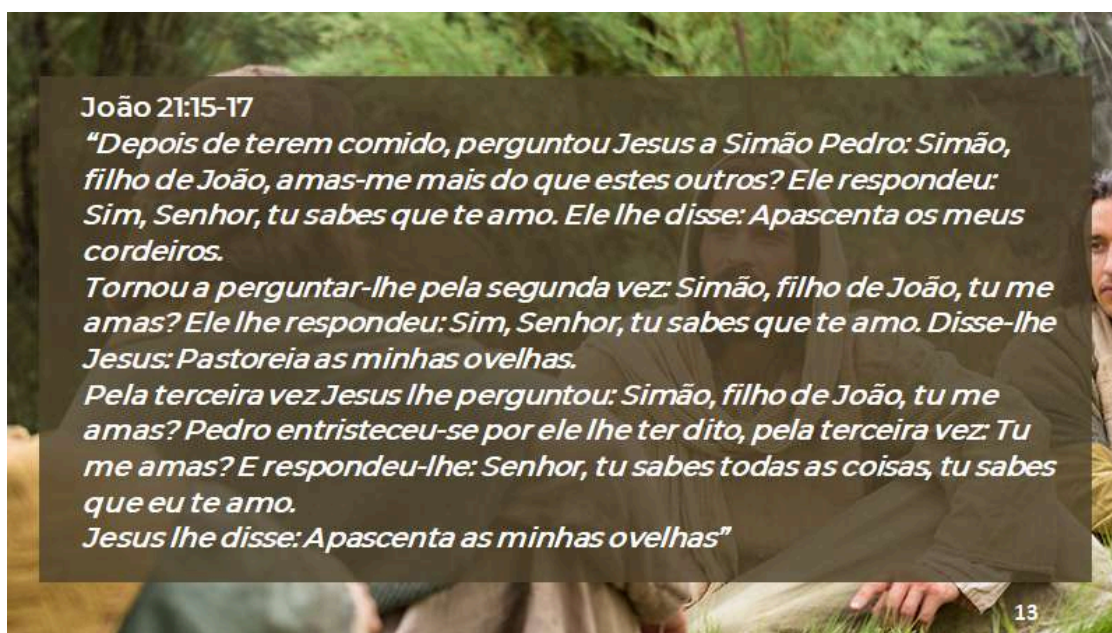 João 21:15-17
“Depois de terem comido, perguntou Jesus a Simão Pedro: Simão,
filho de João, amas-me mais do que estes outros? Ele respondeu:
Sim, Senhor, tu sabes que te amo. Ele lhe disse: Apascenta os meus
cordeiros.
Tornou a perguntar-lhe pela segunda vez: Simão, filho de João, tu me
amas? Ele lhe respondeu: Sim, Senhor, tu sabes que te amo. Disse-lhe
Jesus: Pastoreia as minhas ovelhas.
Pela terceira vez Jesus lhe perguntou: Simão, filho de João, tu me
amas? Pedro entristeceu-se por ele lhe ter dito, pela terceira vez: Tu
me amas? E respondeu-lhe: Senhor, tu sabes todas as coisas, tu sabes
que eu te amo.
Jesus lhe disse: Apascenta as minhas ovelhas”
13